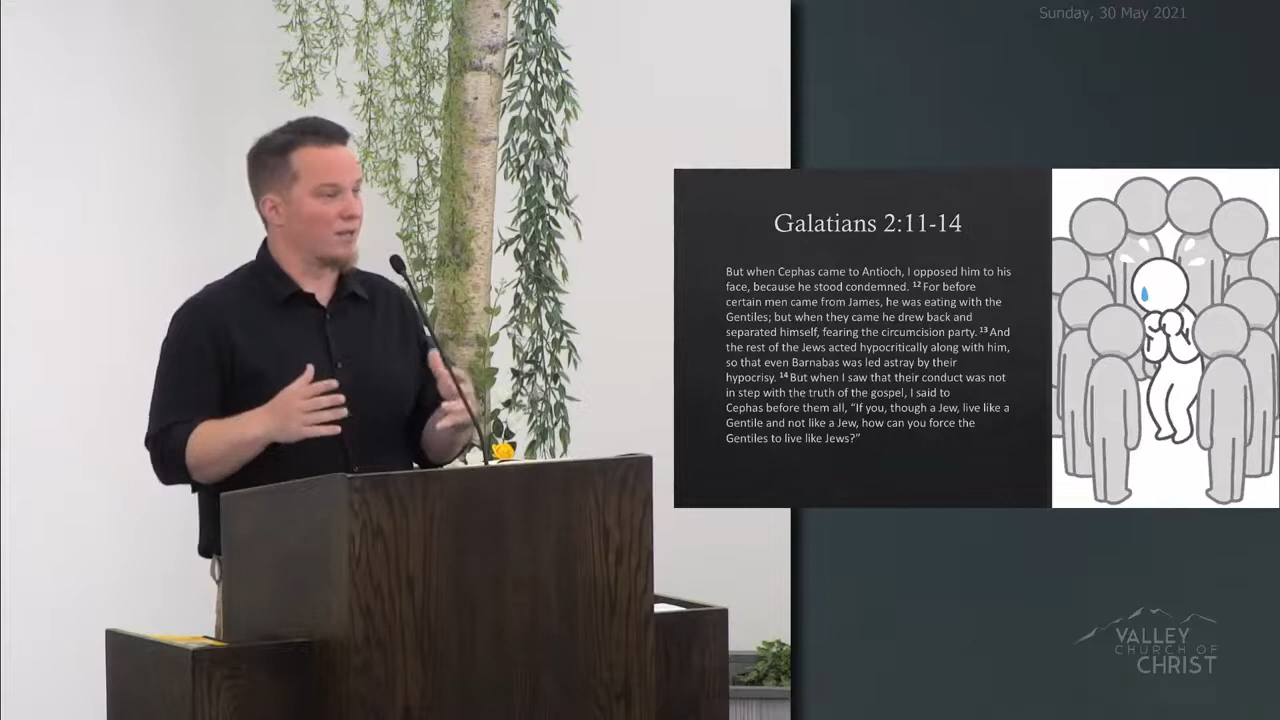 Sunday, 30 May 2021
Galatians 2:11-14
But when Cephas came to Antioch, I opposed him to his
face, because he stood condemned. 12 For before
certain men came from James, he was eating with the
Gentiles; but when they came he drew back and
separated himself, fearing the circumcision party. 13 And
the rest of the Jews acted hypocritically along with him,
so that even Barnabas was led astray by their
hypocrisy. 14 But when I saw that their conduct was not
in step with the truth of the gospel, I said to
Cephas before them all, “If you, though a Jew, live like a
Gentile and not like a Jew, how can you force the
Gentiles to live like Jews?”
VALLEY
CHURCH OF
CHRIST